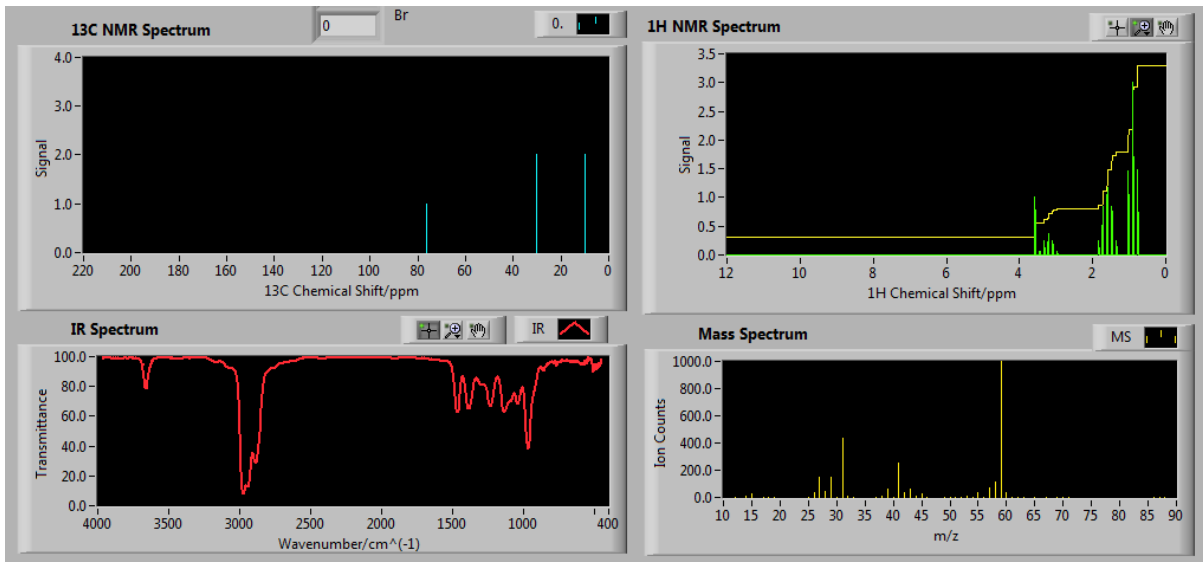 13C NMR Spectrum
0
Br
0.
4.0
3.0
2.0
1.0
0.0
Signal
220 200 180 160 140 120 100 80 60 40 20 0
13C Chemical Shift/ppm
1H NMR Spectrum
3.5
3.0
2.5
2.0
1.5
1.0
0.5
0.0
Signal
12 10 8 6 4 2 0
1H Chemical Shift/ppm
IR Spectrum
IR
100.0
80.0
60.0
40.0
20.0
0.0
Transmittance
4000 3000 2000 1000 400
Wavenumber/cm^(-1)
Mass Spectrum
MS
1000.0
800.0
600.0
400.0
200.0
0.0
Ion Counts
10 15 20 25 30 35 40 45 50 55 60 65 70 75 80 85 90
m/z